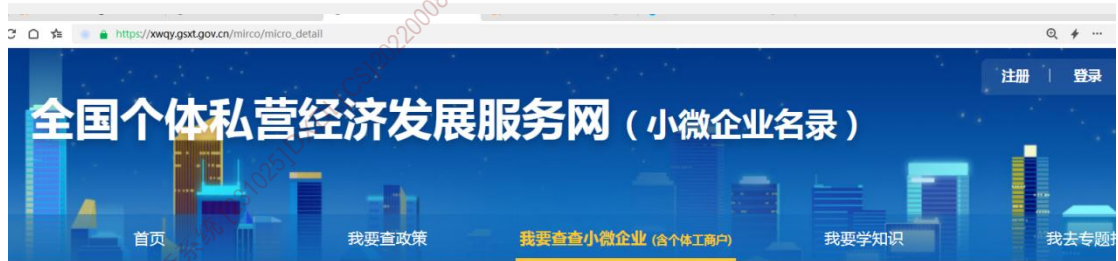 https://xwqy.gsxt.gov.cn/mirco/micro_detail
注册 | 登录
全国个体私营经济发展服务网（小微企业名录）
首页 我要查政策 我要查查小微企业 (含个体工商户) 我要学知识 我去专题